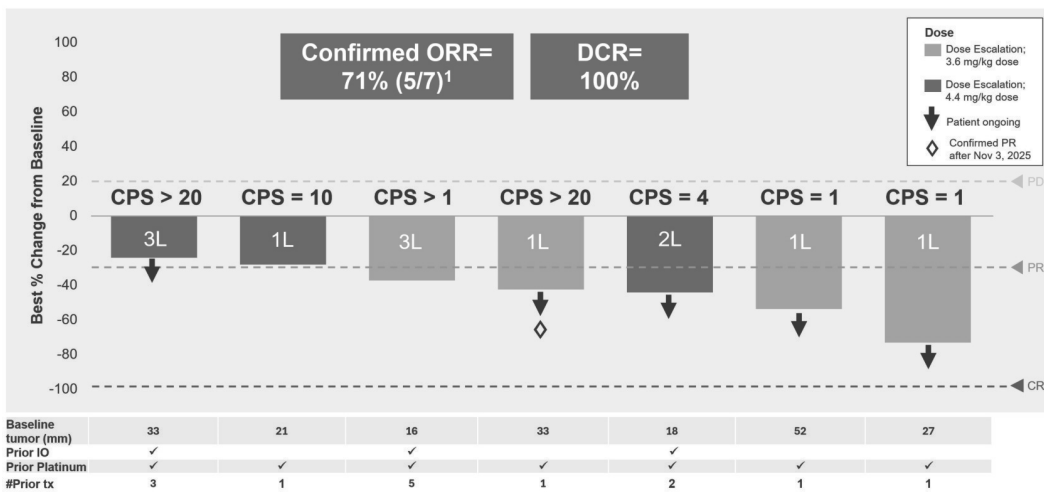 Confirmed ORR=
71% (5/7)1
DCR=
100%
Dose
Dose Escalation;
3.6 mg/kg dose
Dose Escalation;
4.4 mg/kg dose
Patient ongoing
Confirmed PR
after Nov 3, 2025
Best % Change from Baseline
100
80
60
40
20
0
-20
-40
-60
-80
-100
PD
PR
CR
CPS > 20 CPS = 10 CPS > 1 CPS > 20 CPS = 4 CPS = 1 CPS = 1
3L 1L 3L 1L 2L 1L 1L
Baseline
tumor (mm) 33 21 16 33 18 52 27
Prior IO ✓ ✓ ✓
Prior Platinum ✓ ✓ ✓ ✓ ✓ ✓ ✓
#Prior tx 3 1 5 1 2 1 1